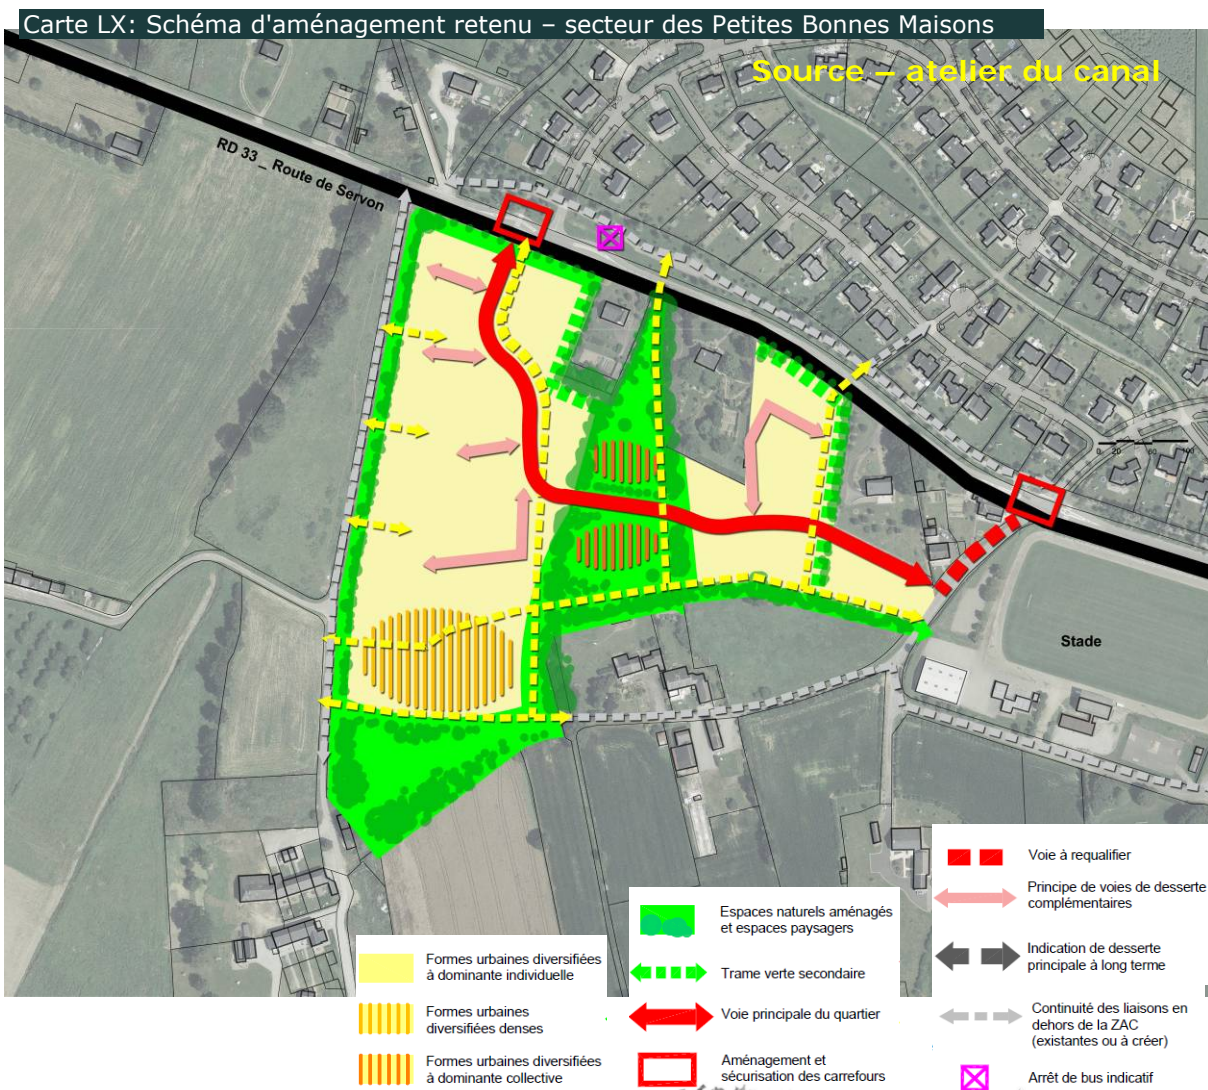 Carte LX: Schéma d'aménagement retenu – secteur des Petites Bonnes Maisons
Source – atelier du canal
RD 33 _ Route de Servon
Stade
Formes urbaines diversifiées
à dominante individuelle
Formes urbaines
diversifiées denses
Formes urbaines diversifiées
à dominante collective
Espaces naturels aménagés
et espaces paysagers
Trame verte secondaire
Voie principale du quartier
Aménagement et
sécurisation des carrefours
Voie à requalifier
Principe de voies de desserte
complémentaires
Indication de desserte
principale à long terme
Continuité des liaisons en
dehors de la ZAC
(existantes ou à créer)
Arrêt de bus indicatif